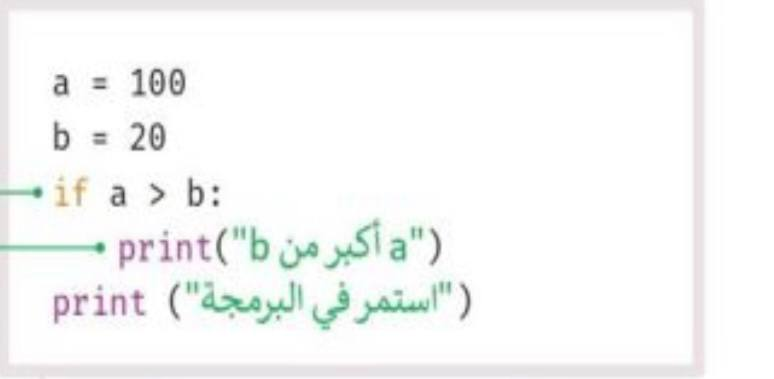 a = 100
b = 20
if a > b:
print("a أكبر من b")
print ("استمر في البرمجة")